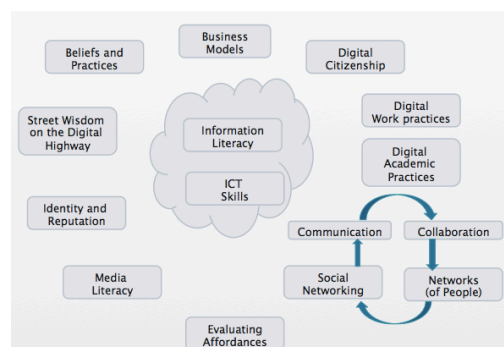 Business
Models
Beliefs and
Practices
Digital
Citizenship
Street Wisdom
on the Digital
Highway
Information
Literacy
Digital
Work practices
Digital
Academic
Practices
ICT
Skills
Identity and
Reputation
Communication
Collaboration
Media
Literacy
Social
Networking
Networks
(of People)
Evaluating
Affordances